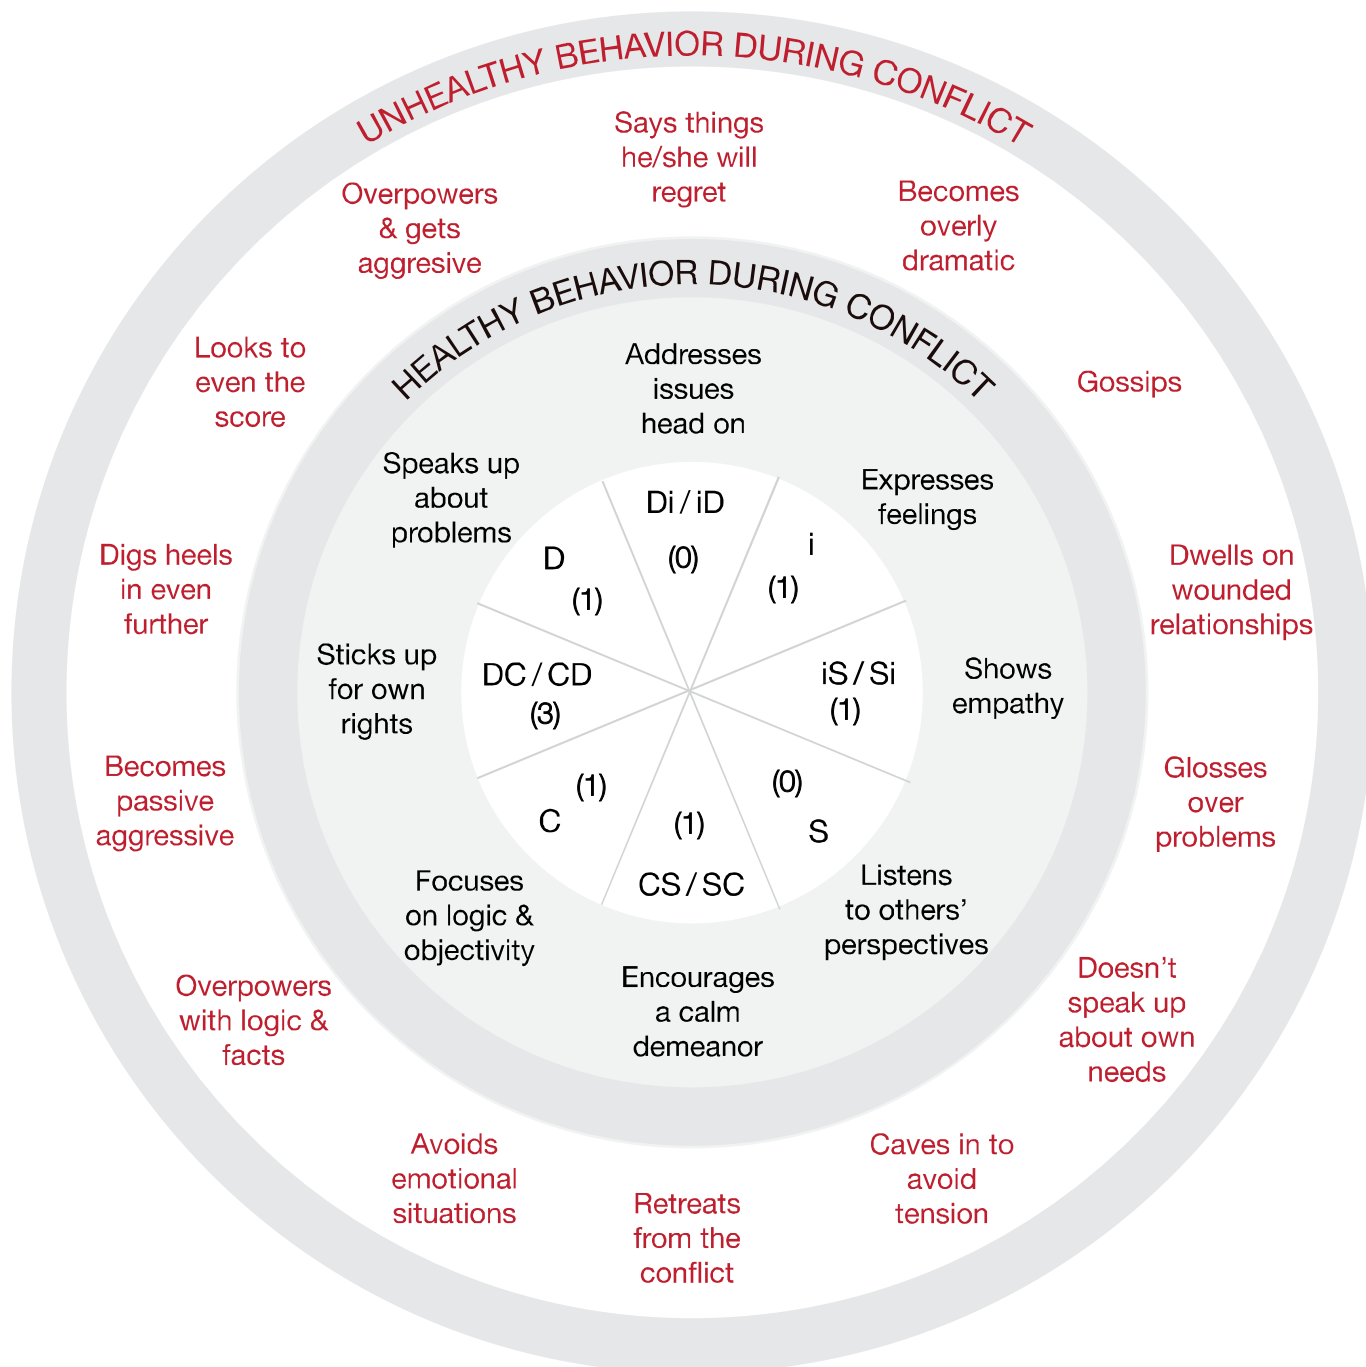 UNHEALTHY BEHAVIOR DURING CONFLICT
Says things
he/she will
regret
Becomes
overly
dramatic
Gossips
Dwells on
wounded
relationships
Glosses
over
problems
Doesn't
speak up
about own
needs
Caves in to
avoid
tension
Retreats
from the
conflict
Avoids
emotional
situations
Overpowers
with logic &
facts
Becomes
passive
aggressive
Digs heels
in even
further
Looks to
even the
score
Overpowers
& gets
aggresive
HEALTHY BEHAVIOR DURING CONFLICT
Addresses
issues
head on
Expresses
feelings
Shows
empathy
Listens
to others’
perspectives
Encourages
a calm
demeanor
Focuses
on logic &
objectivity
Sticks up
for own
rights
Speaks up
about
problems
Di / iD
(0)
i
(1)
iS / Si
(1)
(0)
S
(1)
CS / SC
(1)
C
DC / CD
(3)
D
(1)